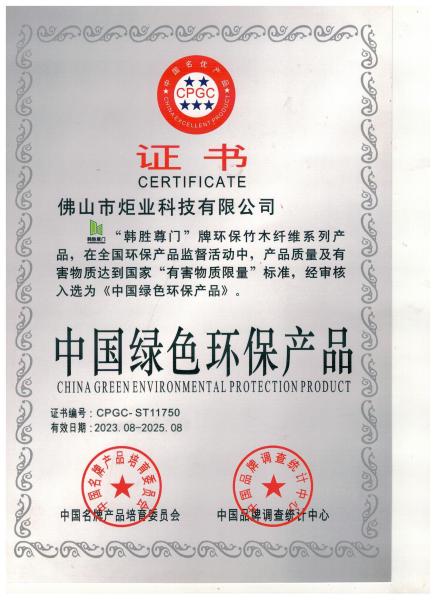 中国名优产品
CPGC
CHINA EXCELLENT PRODUCT
证书
CERTIFICATE
佛山市炬业科技有限公司
韩胜尊门
“韩胜尊门”牌环保竹木纤维系列产
品，在全国环保产品监督活动中，产品质量及有
害物质达到国家“有害物质限量”标准，经审核
入选为《中国绿色环保产品》。
中国绿色环保产品
CHINA GREEN ENVIRONMENTAL PROTECTION PRODUCT
证书编号：CPGC-ST11750
有效日期：2023.08-2025.08
中国名牌产品培育委员会
中国品牌调查统计中心
中国名牌产品培育委员会
中国品牌调查统计中心